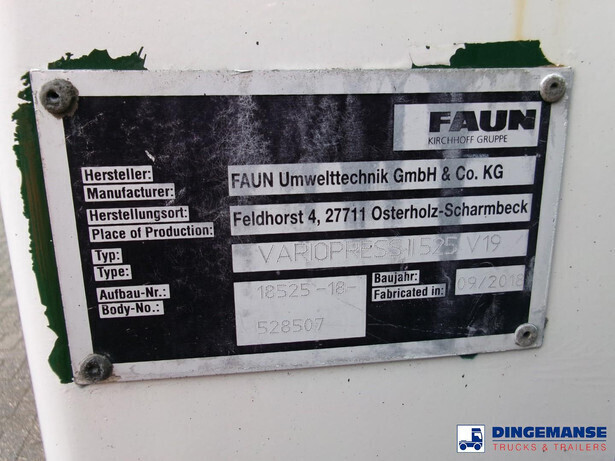 FAUN
KIRCHHOFF GRUPPE
Hersteller:
Manufacturer:
FAUN Umwelttechnik GmbH & Co. KG
Herstellungsort:
Place of Production:
Feldhorst 4, 27711 Osterholz-Scharmbeck
Typ:
Type:
VARIOPRESS II 525 V19
Aufbau-Nr.:
Body-No.:
18525-18-
528507
Baujahr:
Fabricated in:
09/2018
DINGEMANSE
TRUCKS & TRAILERS